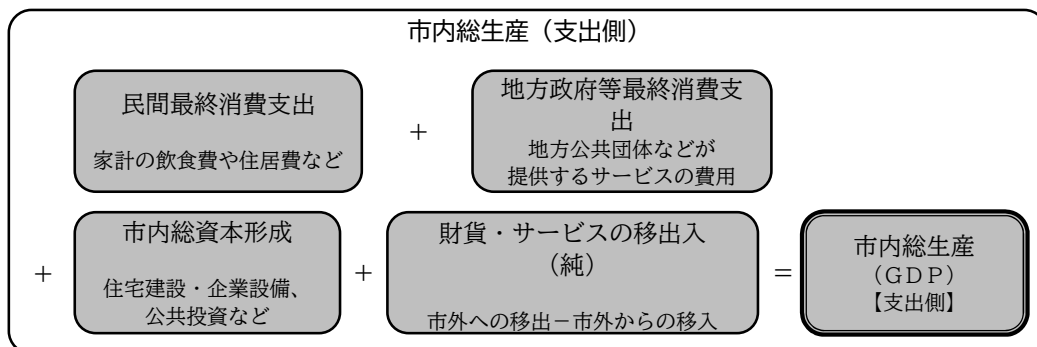 市内総生産（支出側）
民間最終消費支出
家計の飲食費や住居費など
＋
地方政府等最終消費支
出
地方公共団体などが
提供するサービスの費用
＋
市内総資本形成
住宅建設・企業設備、
公共投資など
＋
財貨・サービスの移出入
（純）
市外への移出－市外からの移入
＝
市内総生産
（ＧＤＰ）
【支出側】